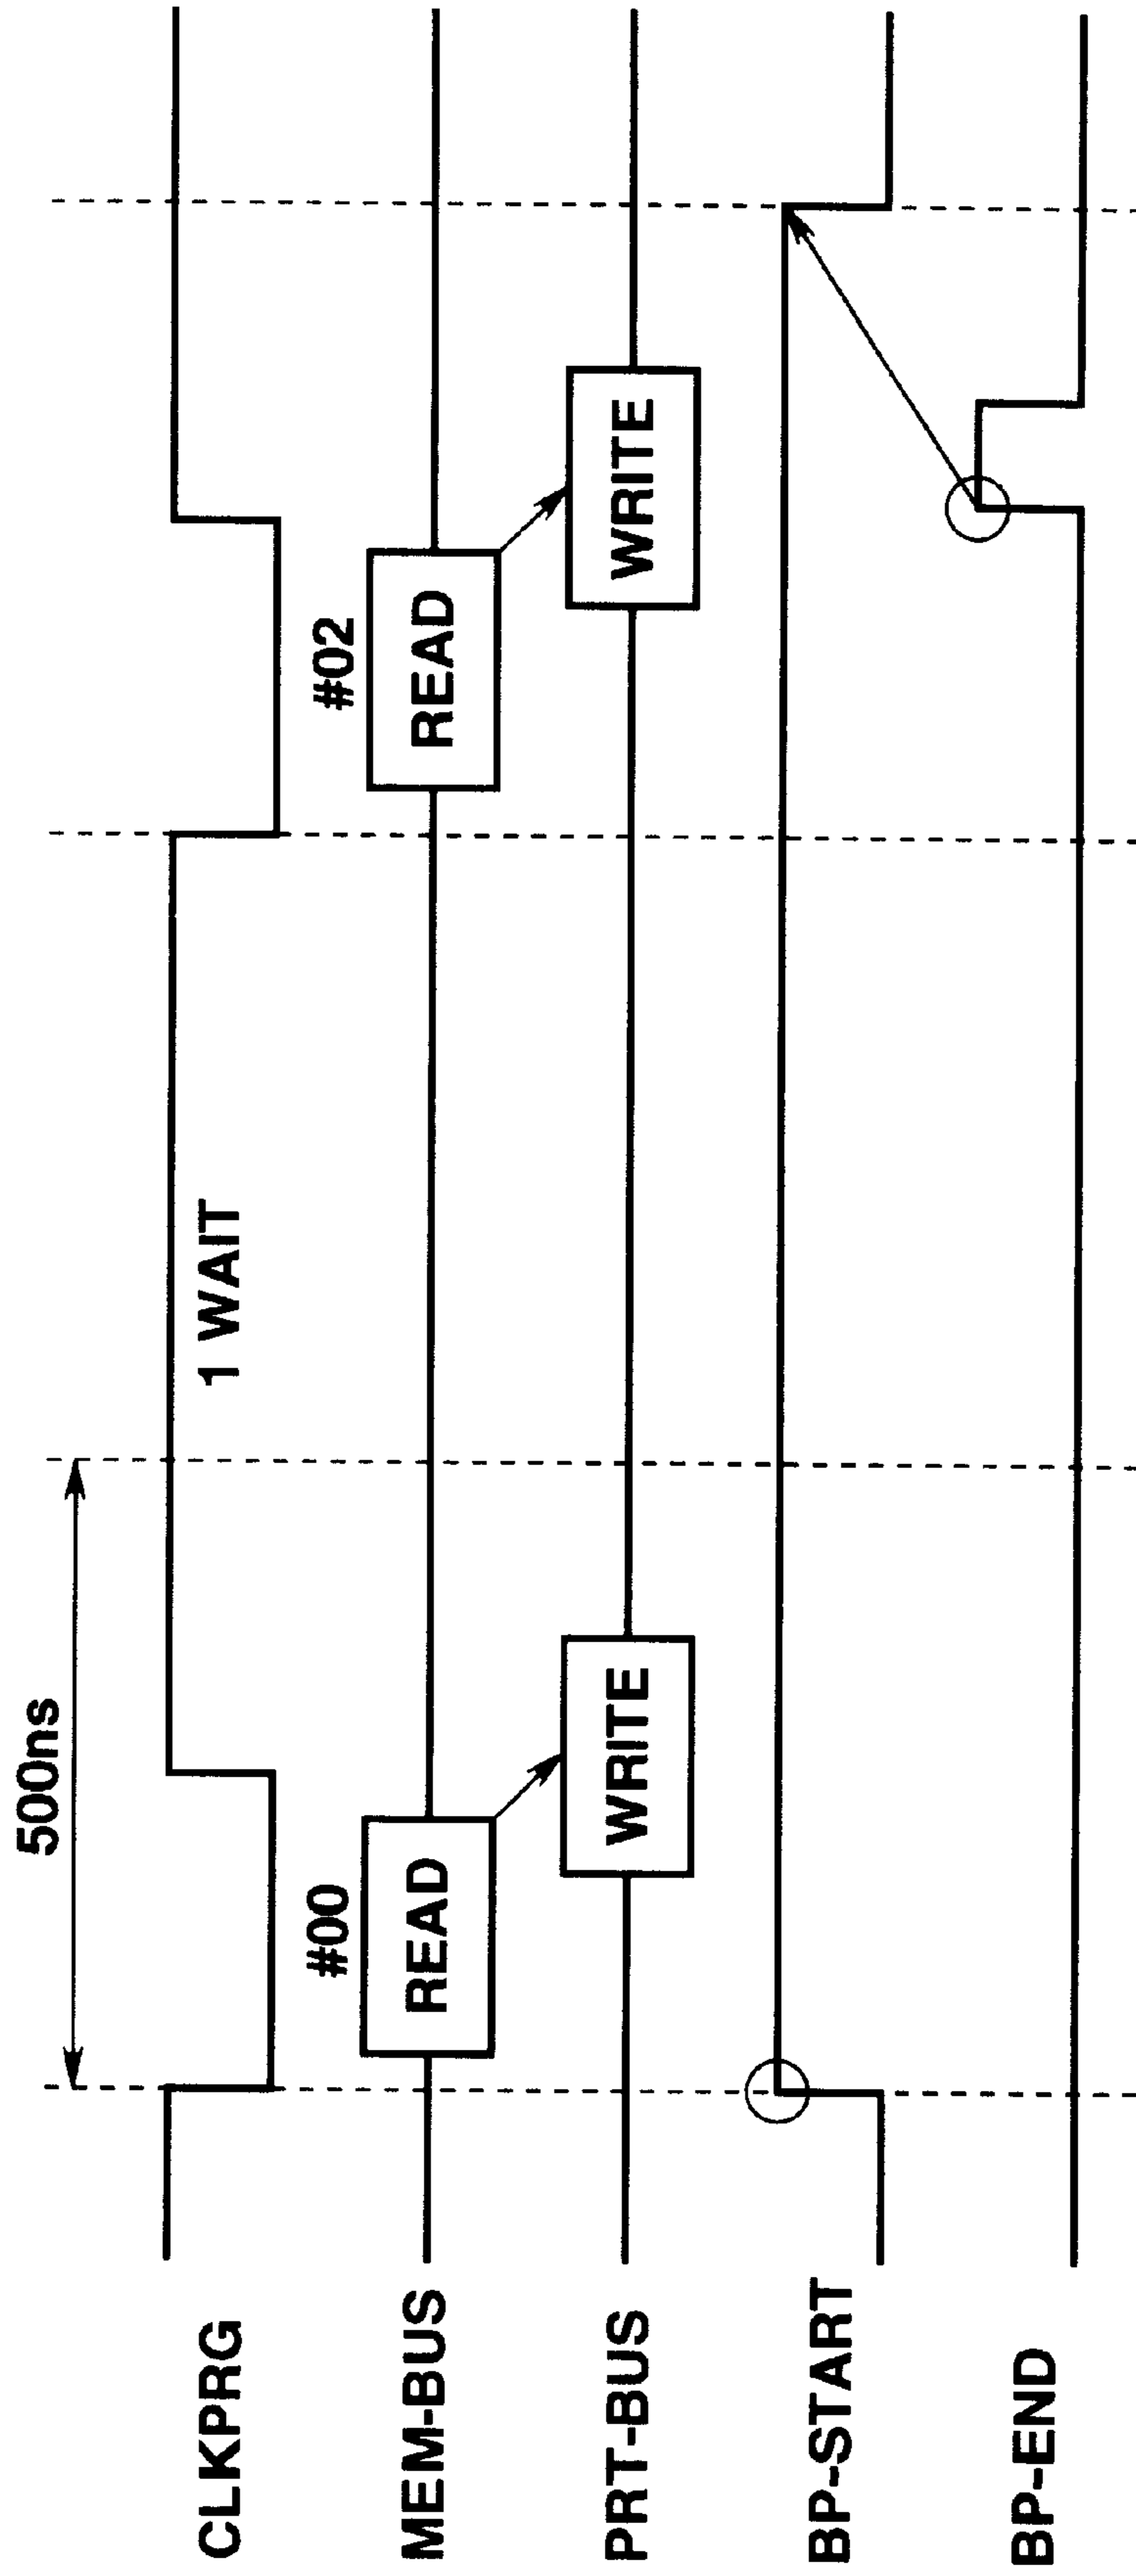 500ns
CLKPRG
1 WAIT
#00
#02
MEM-BUS
READ
READ
PRT-BUS
WRITE
WRITE
BP-START
BP-END